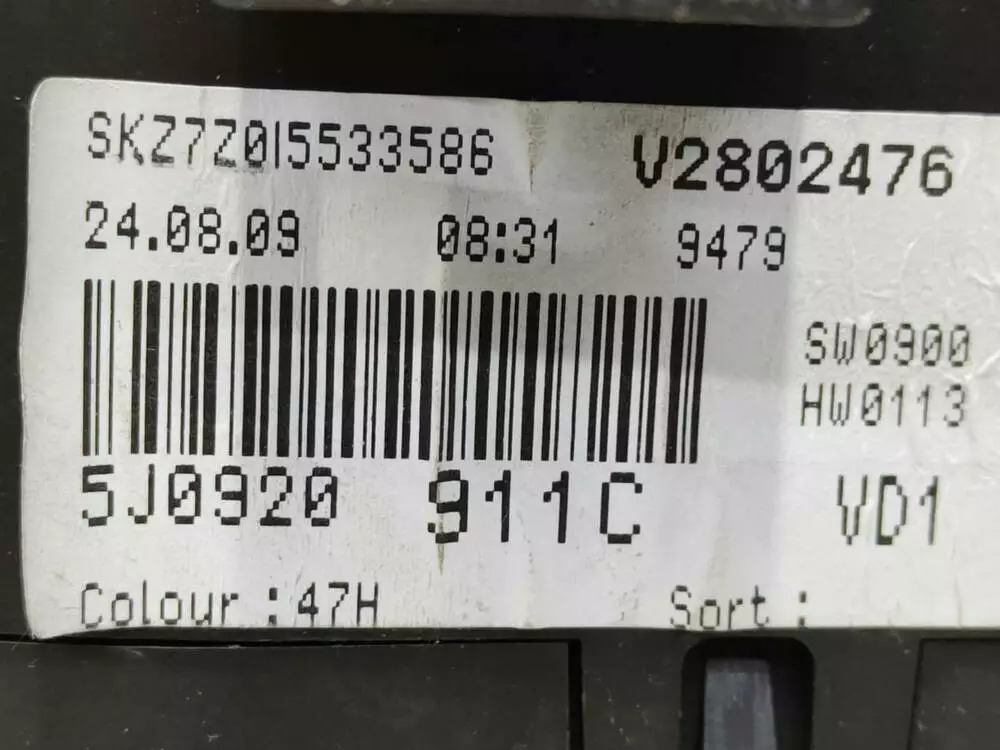 SKZ7Z0I5533586 V2802476
24.08.09 08:31 9479
SW0900
HW0113
5J0920 911C VD1
Colour :47H Sort :